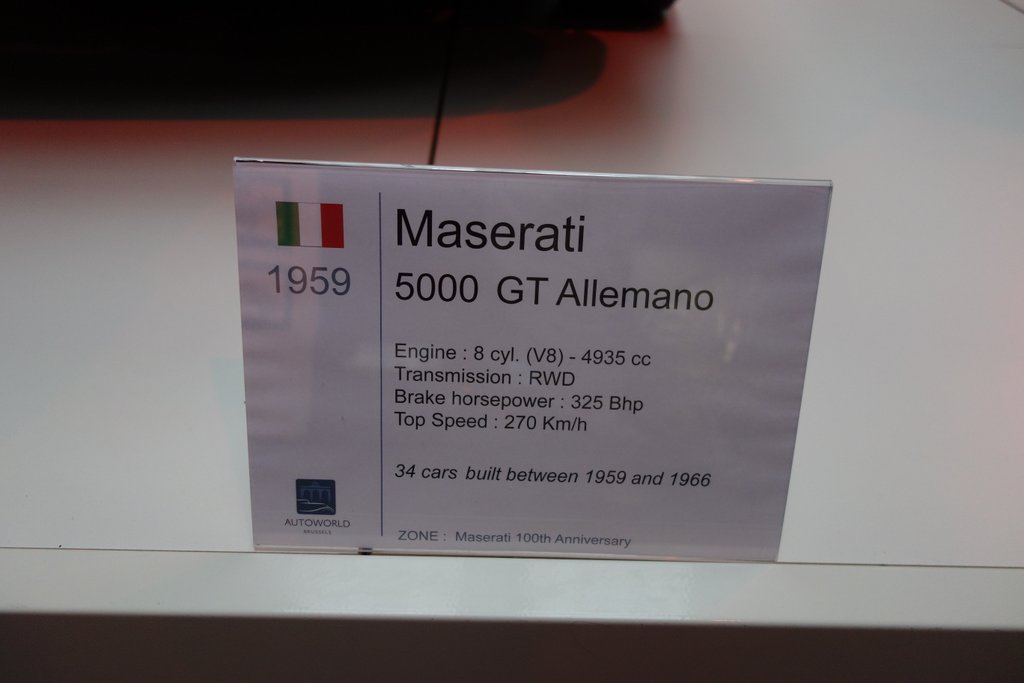 1959
Maserati
5000 GT Allemano
Engine : 8 cyl. (V8) - 4935 cc
Transmission : RWD
Brake horsepower : 325 Bhp
Top Speed : 270 Km/h
34 cars built between 1959 and 1966
AUTOWORLD
BRUSSELS
ZONE : Maserati 100th Anniversary